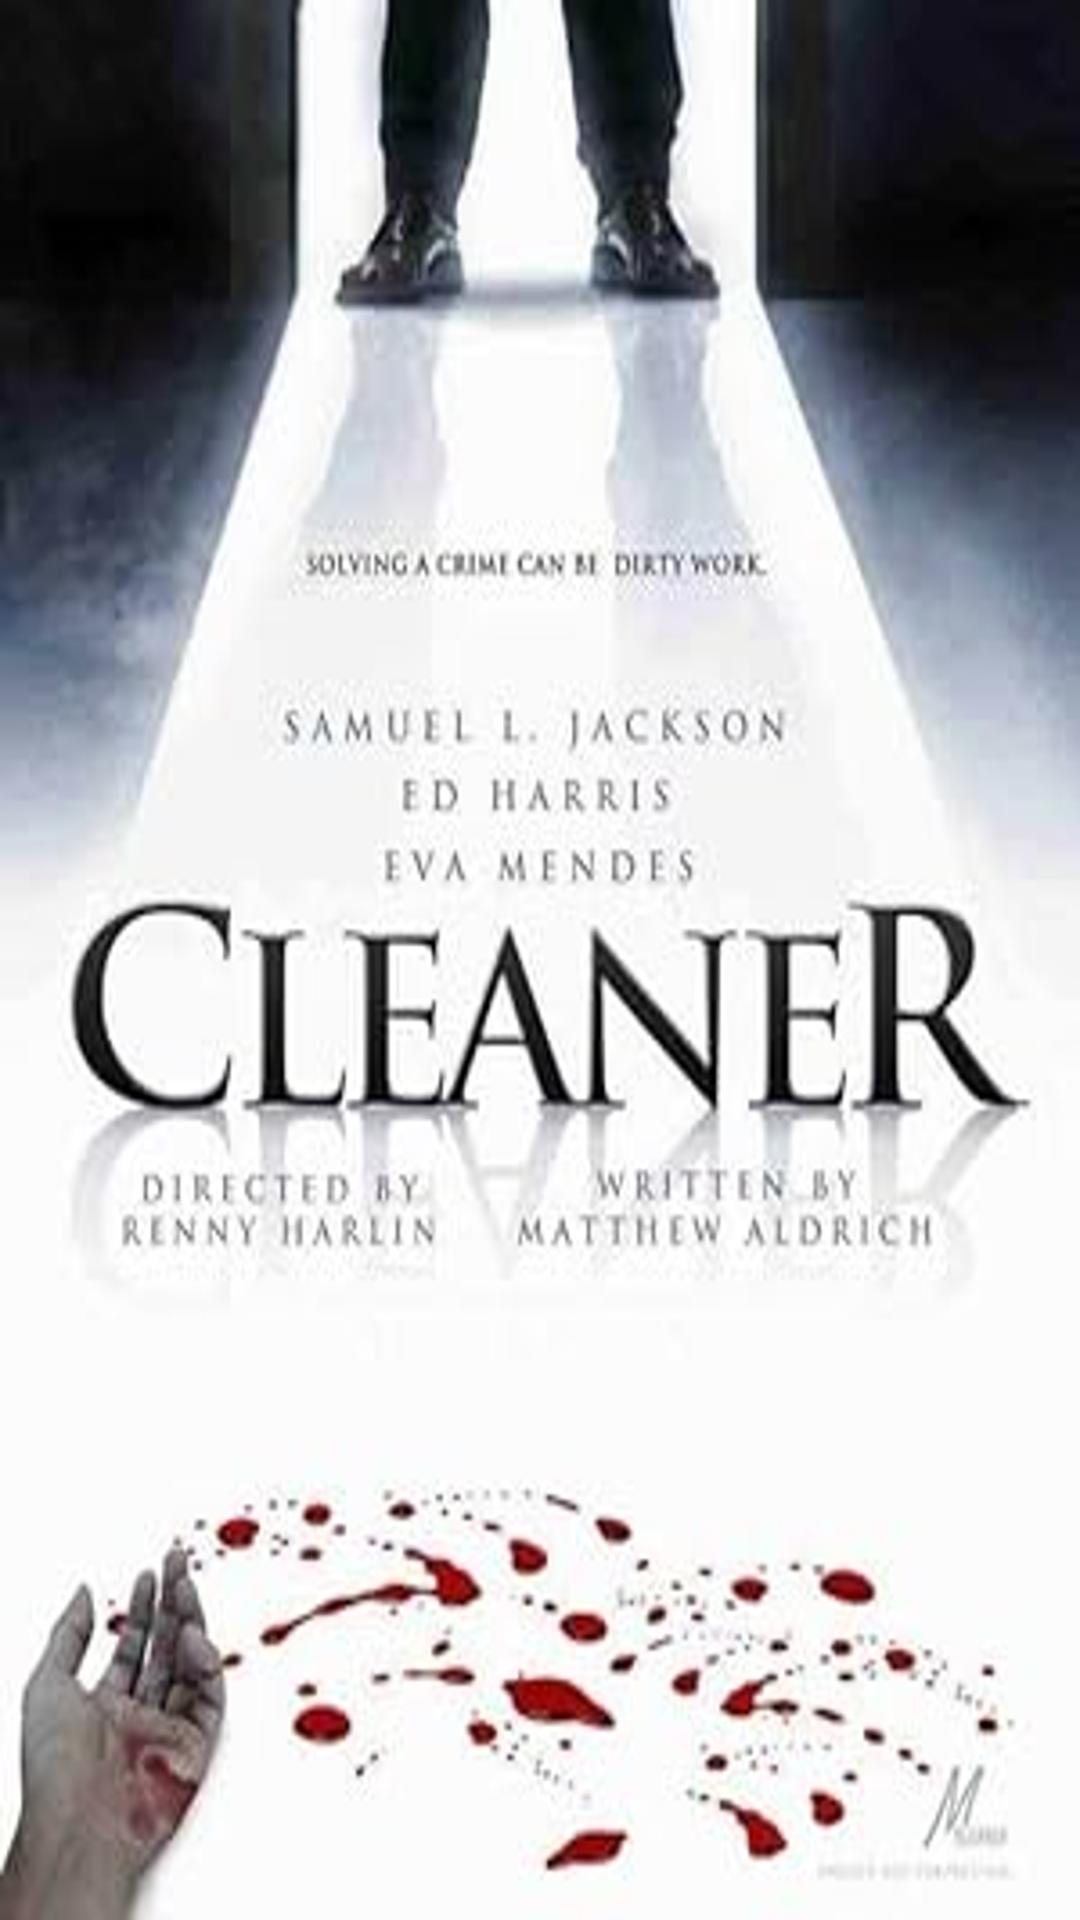 SOLVING A CRIME CAN BE DIRTY WORK.
SAMUEL L. JACKSON
ED HARRIS
EVA MENDES
CLEANER
DIRECTED BY
RENNY HARLIN
WRITTEN BY
MATTHEW ALDRICH
M